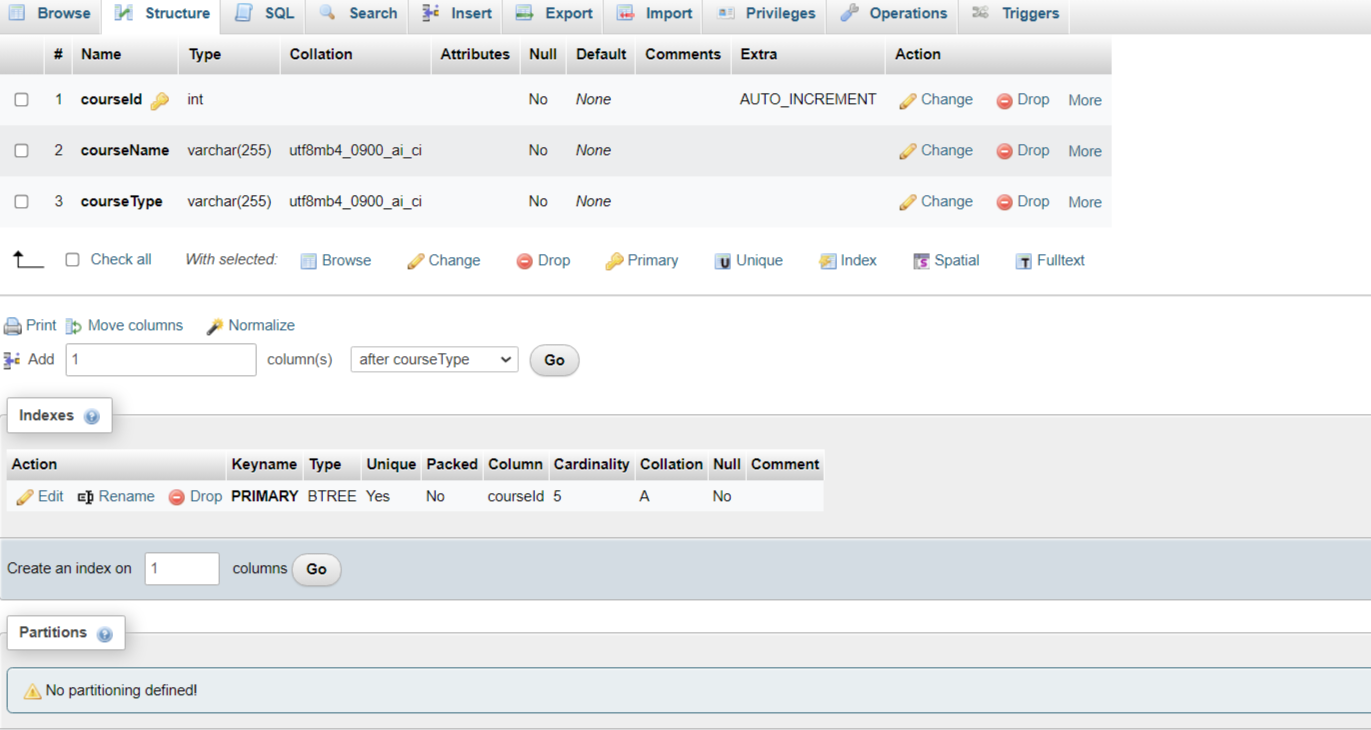 Browse Structure SQL Search Insert Export Import Privileges Operations Triggers
# Name Type Collation Attributes Null Default Comments Extra Action
1 courseId int No None AUTO_INCREMENT Change Drop More
2 courseName varchar(255) utf8mb4_0900_ai_ci No None Change Drop More
3 courseType varchar(255) utf8mb4_0900_ai_ci No None Change Drop More
Check all With selected: Browse Change Drop Primary U Unique Index S Spatial T Fulltext
Print Move columns Normalize
Add 1 column(s) after courseType Go
Indexes
Action Keyname Type Unique Packed Column Cardinality Collation Null Comment
Edit Rename Drop PRIMARY BTREE Yes No courseId 5 A No
Create an index on 1 columns Go
Partitions
No partitioning defined!